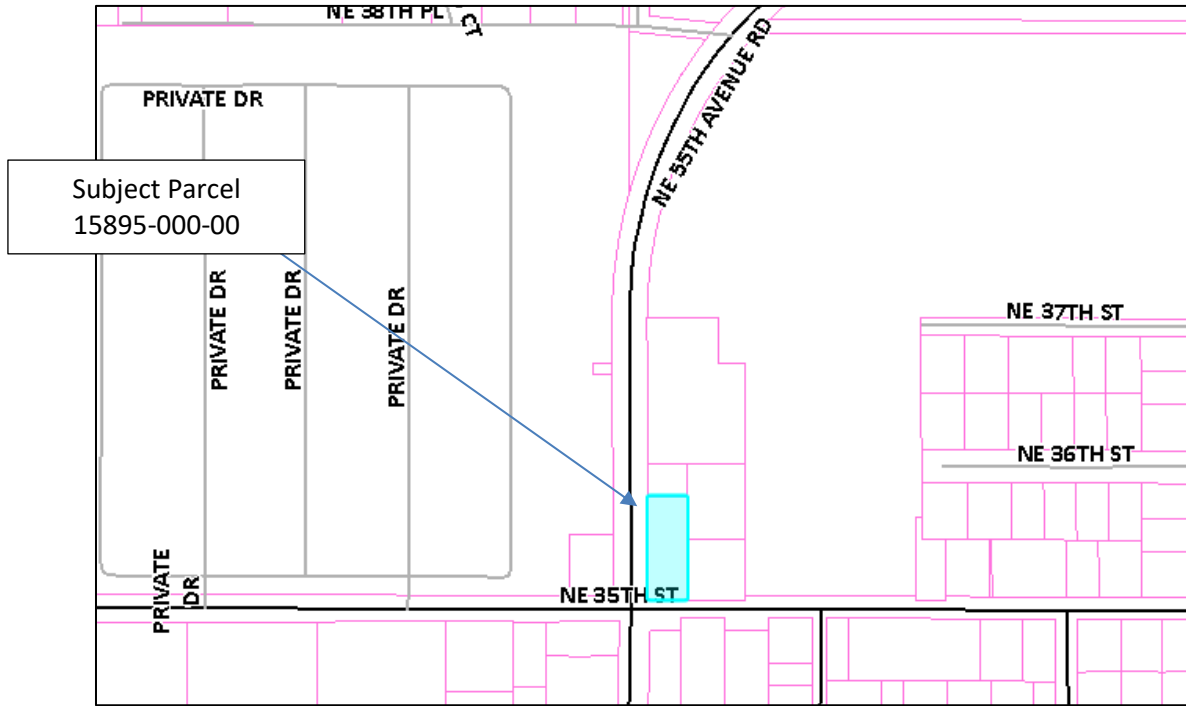 NE 38TH PL
CT
PRIVATE DR
NE 55TH AVENUE RD
Subject Parcel
15895-000-00
PRIVATE DR
PRIVATE DR
PRIVATE DR
NE 37TH ST
NE 36TH ST
PRIVATE
DR
NE 35TH ST